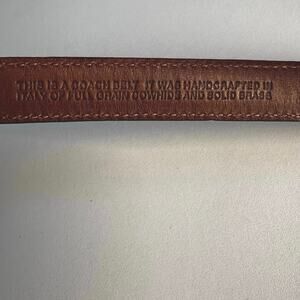 THIS IS A COACH BELT. IT WAS HANDCRAFTED IN
ITALY OF FULL GRAIN COWHIDE AND SOLID BRASS